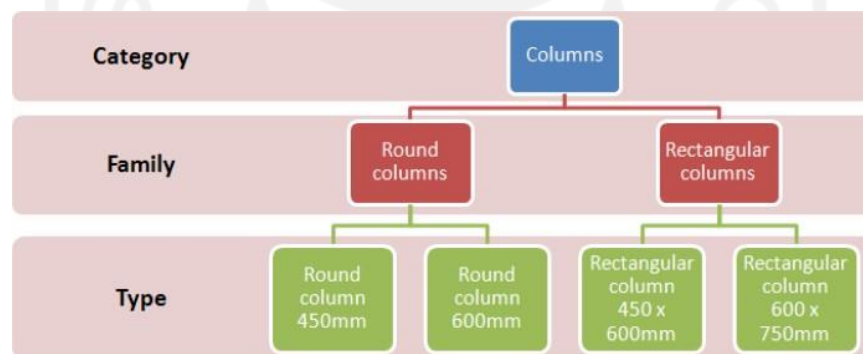 Category
Columns
Family
Round
columns
Rectangular
columns
Type
Round
column
450mm
Round
column
600mm
Rectangular
column
450 x
600mm
Rectangular
column
600 x
750mm